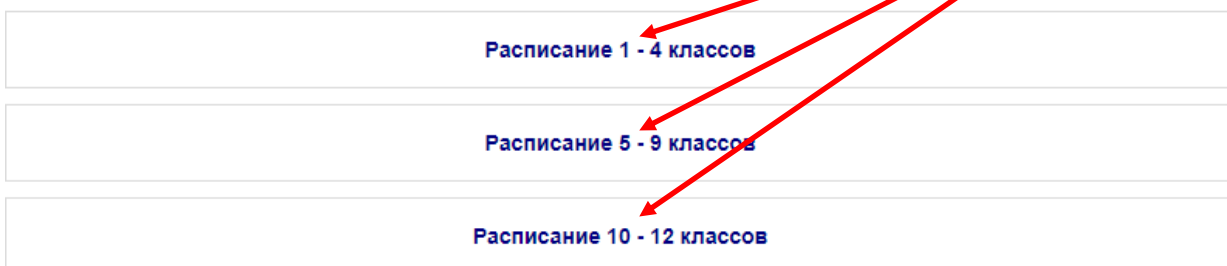 Расписание 1 - 4 классов
Расписание 5 - 9 классов
Расписание 10 - 12 классов